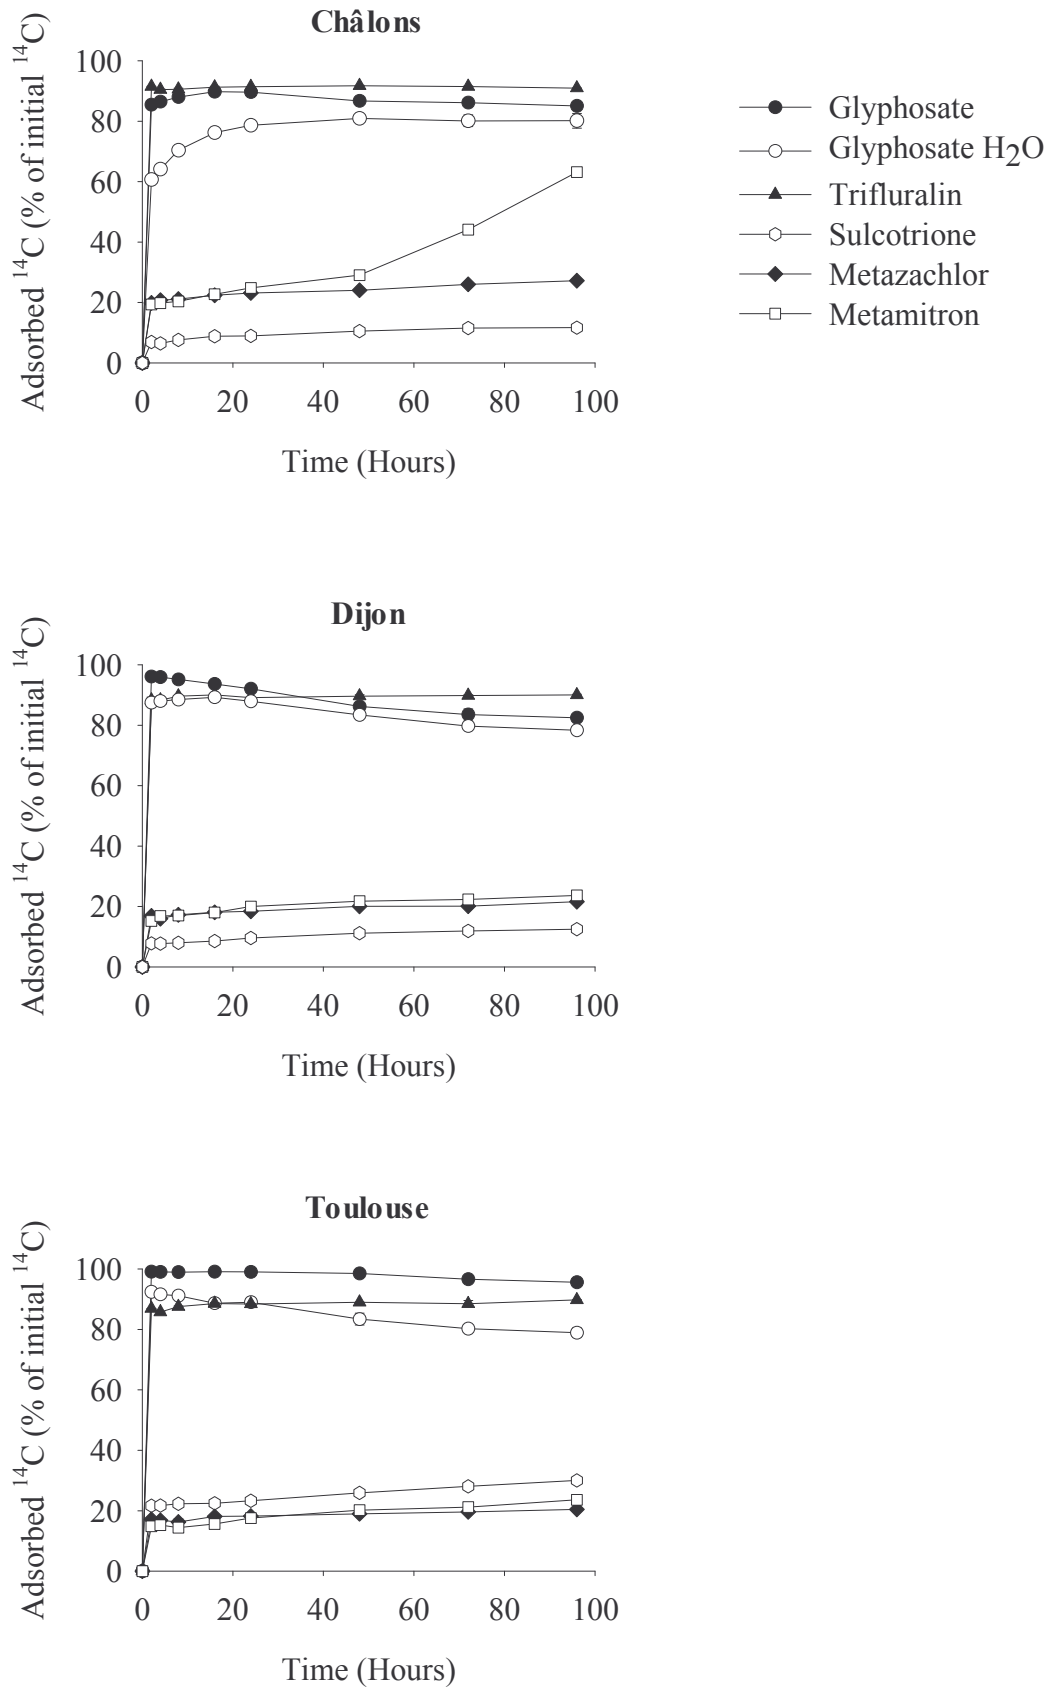 Châlons
Adsorbed ¹⁴C (% of initial ¹⁴C)
100
80
60
40
20
0
0 20 40 60 80 100
Time (Hours)
Glyphosate
Glyphosate H₂O
Trifluralin
Sulcotrione
Metazachlor
Metamitron
Dijon
Adsorbed ¹⁴C (% of initial ¹⁴C)
100
80
60
40
20
0
0 20 40 60 80 100
Time (Hours)
Toulouse
Adsorbed ¹⁴C (% of initial ¹⁴C)
100
80
60
40
20
0
0 20 40 60 80 100
Time (Hours)